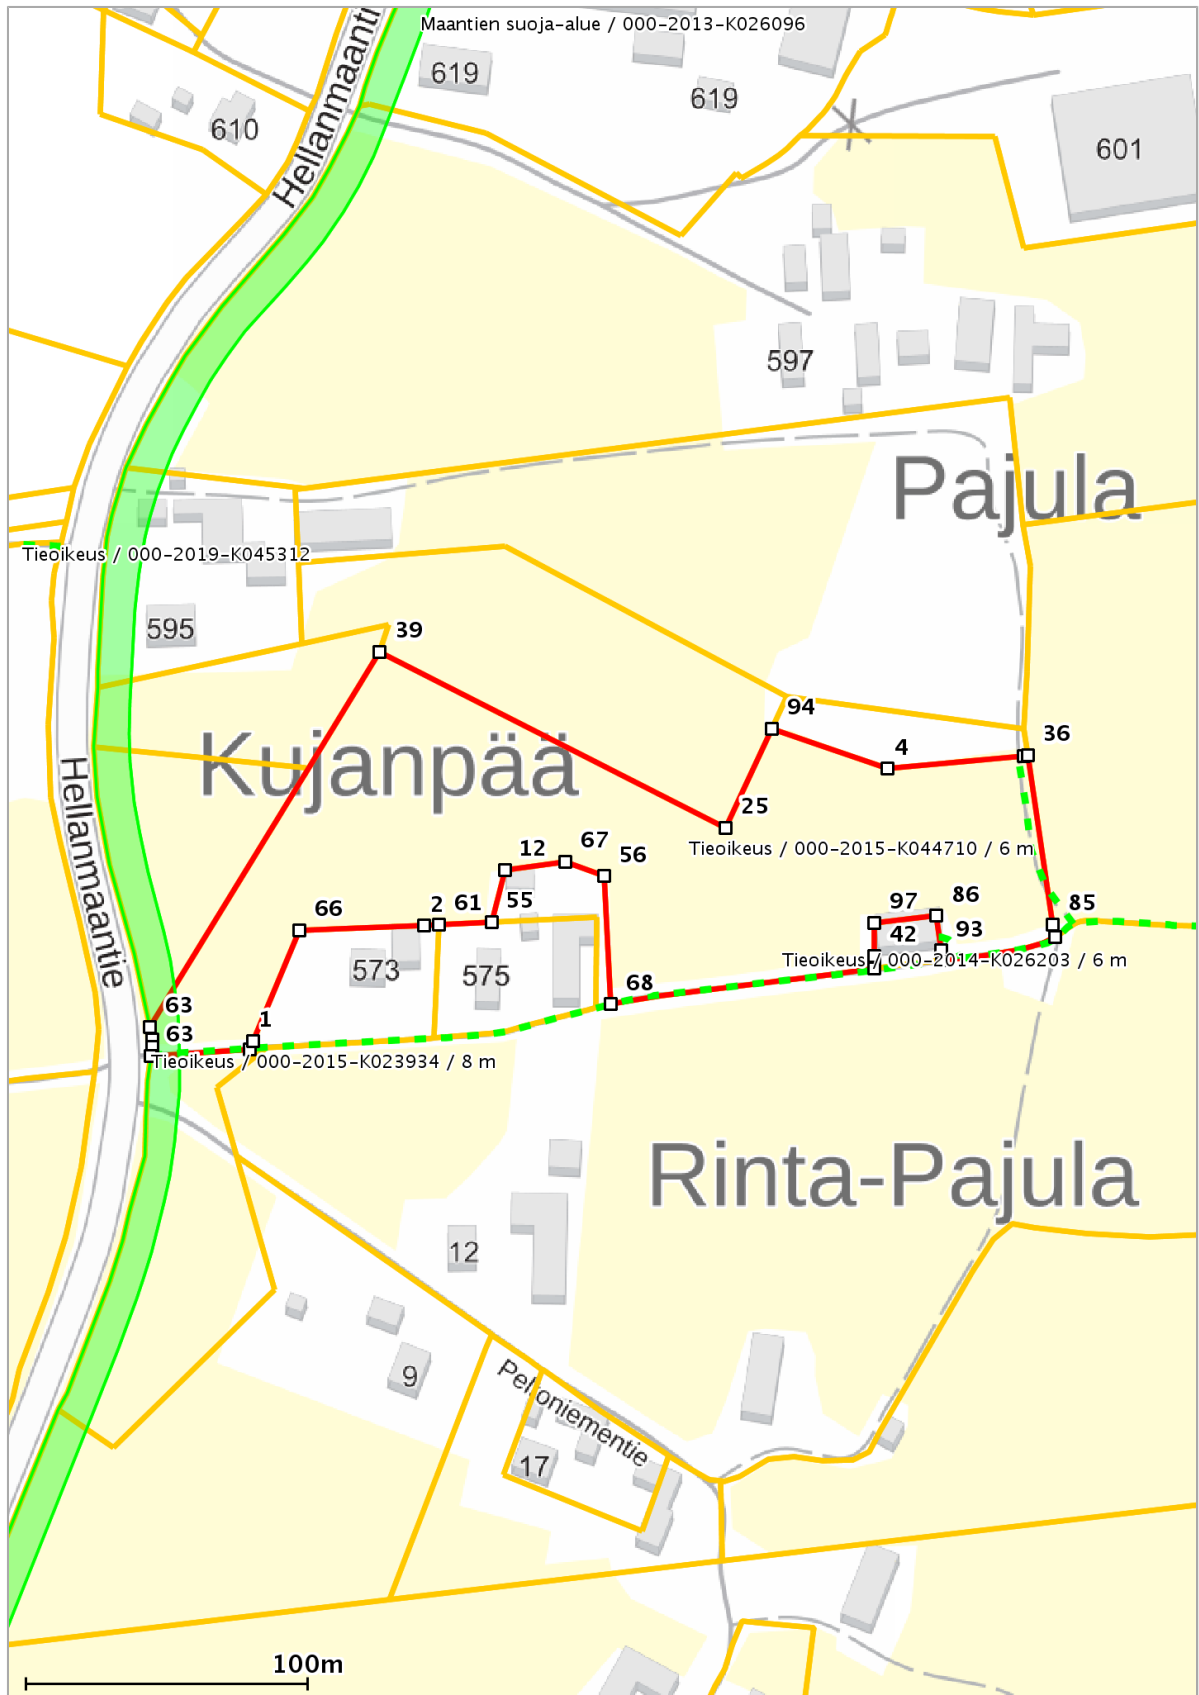 Maantien suoja-alue / 000-2013-K026096
Hellanmaantie
619
619
610
601
597
Pajula
Tieoikeus / 000-2019-K045312
595
39
94
4
36
Kujanpää
25
Tieoikeus / 000-2015-K044710 / 6 m
12
67
56
Hellanmaantie
66
2
61
55
97
86
85
42
93
573
575
Tieoikeus / 000-2014-K026203 / 6 m
63
68
1
63
Tieoikeus / 000-2015-K023934 / 8 m
Rinta-Pajula
12
9
Peltoniementie
17
100m